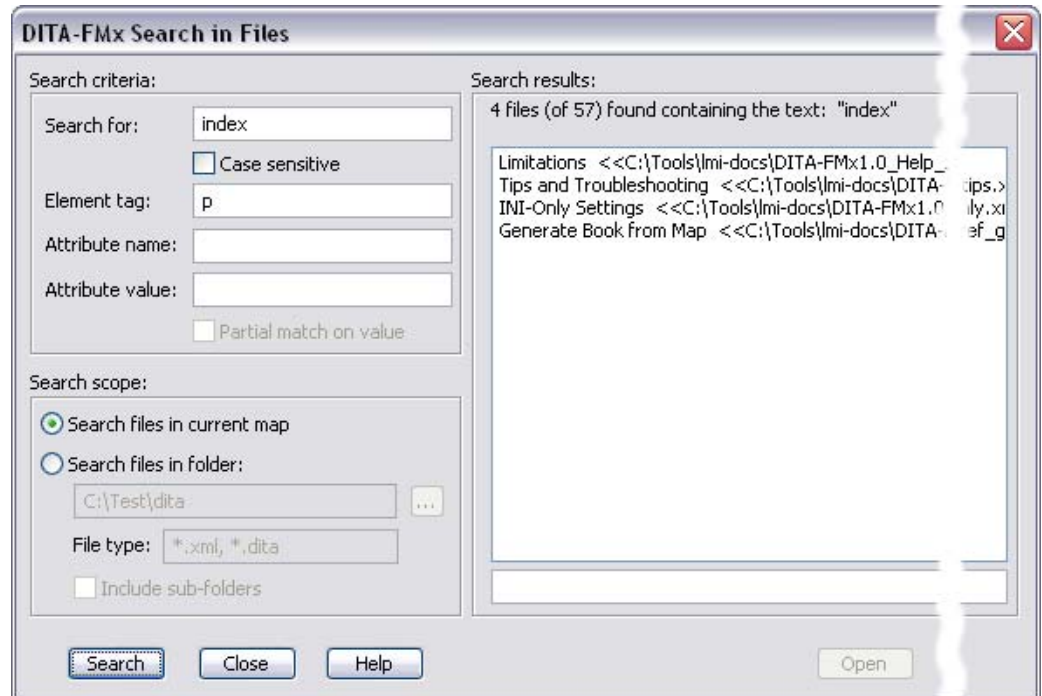 DITA-FMx Search in Files
Search criteria:
Search for: index
Case sensitive
Element tag: p
Attribute name:
Attribute value:
Partial match on value
Search scope:
Search files in current map
Search files in folder:
C:\Test\dita
...
File type: *.xml, *.dita
Include sub-folders
Search results:
4 files (of 57) found containing the text: "index"
Limitations <<C:\Tools\lmi-docs\DITA-FMx1.0_Help_
Tips and Troubleshooting <<C:\Tools\lmi-docs\DITA- tips.x
INI-Only Settings <<C:\Tools\lmi-docs\DITA-FMx1.0 nly.xr
Generate Book from Map <<C:\Tools\lmi-docs\DITA- ef_g
Search Close Help Open